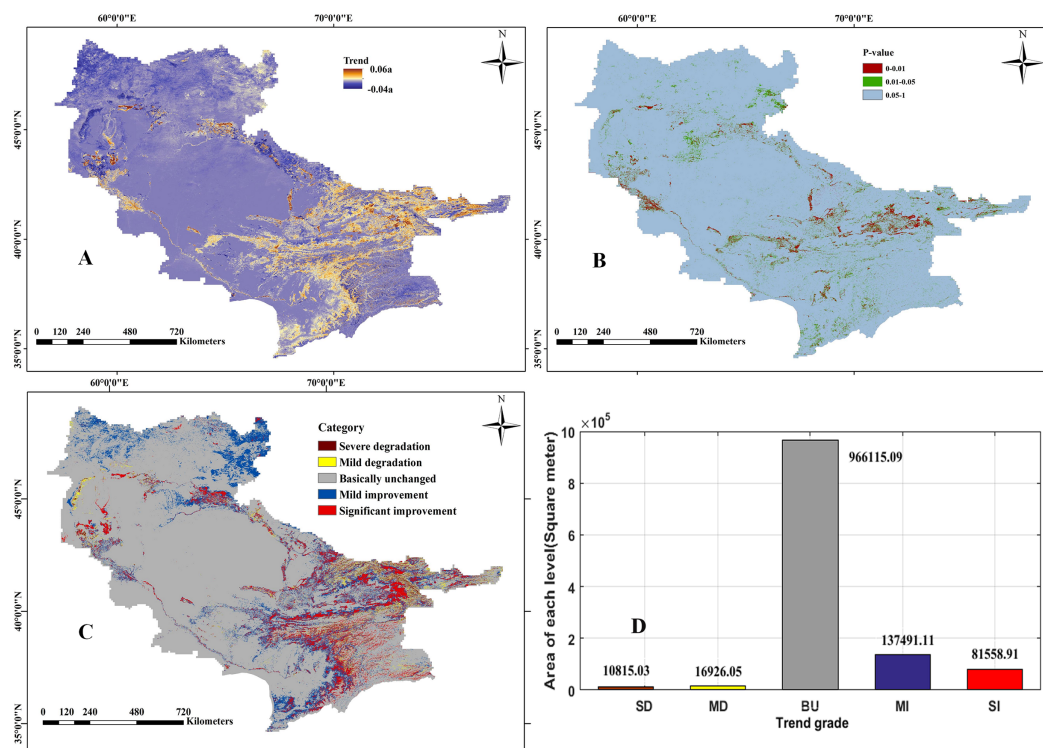 60°0'0"E 70°0'0"E
N
Trend
0.06a
-0.04a
45°0'0"N
40°0'0"N
35°0'0"N
A
0 120 240 480 720
Kilometers
60°0'0"E 70°0'0"E
N
P-value
0-0.01
0.01-0.05
0.05-1
45°0'0"N
40°0'0"N
35°0'0"N
B
0 120 240 480 720
Kilometers
60°0'0"E 70°0'0"E
N
Category
Severe degradation
Mild degradation
Basically unchanged
Mild improvement
Significant improvement
45°0'0"N
40°0'0"N
35°0'0"N
C
0 120 240 480 720
Kilometers
×10⁵
10
8
6
4
2
0
Area of each level(Square meter)
966115.09
D
137491.11
81558.91
10815.03
16926.05
SD MD BU MI SI
Trend grade